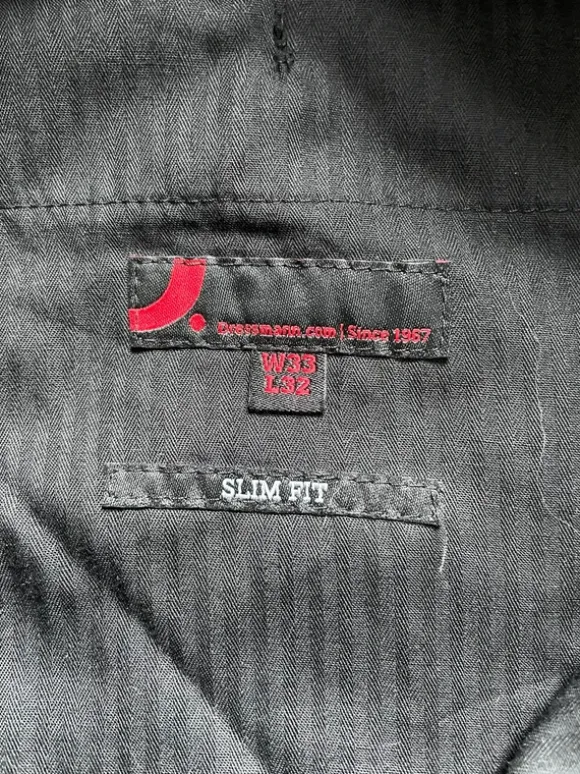 Dressmann.com | Since 1967
W33
L32
SLIM FIT